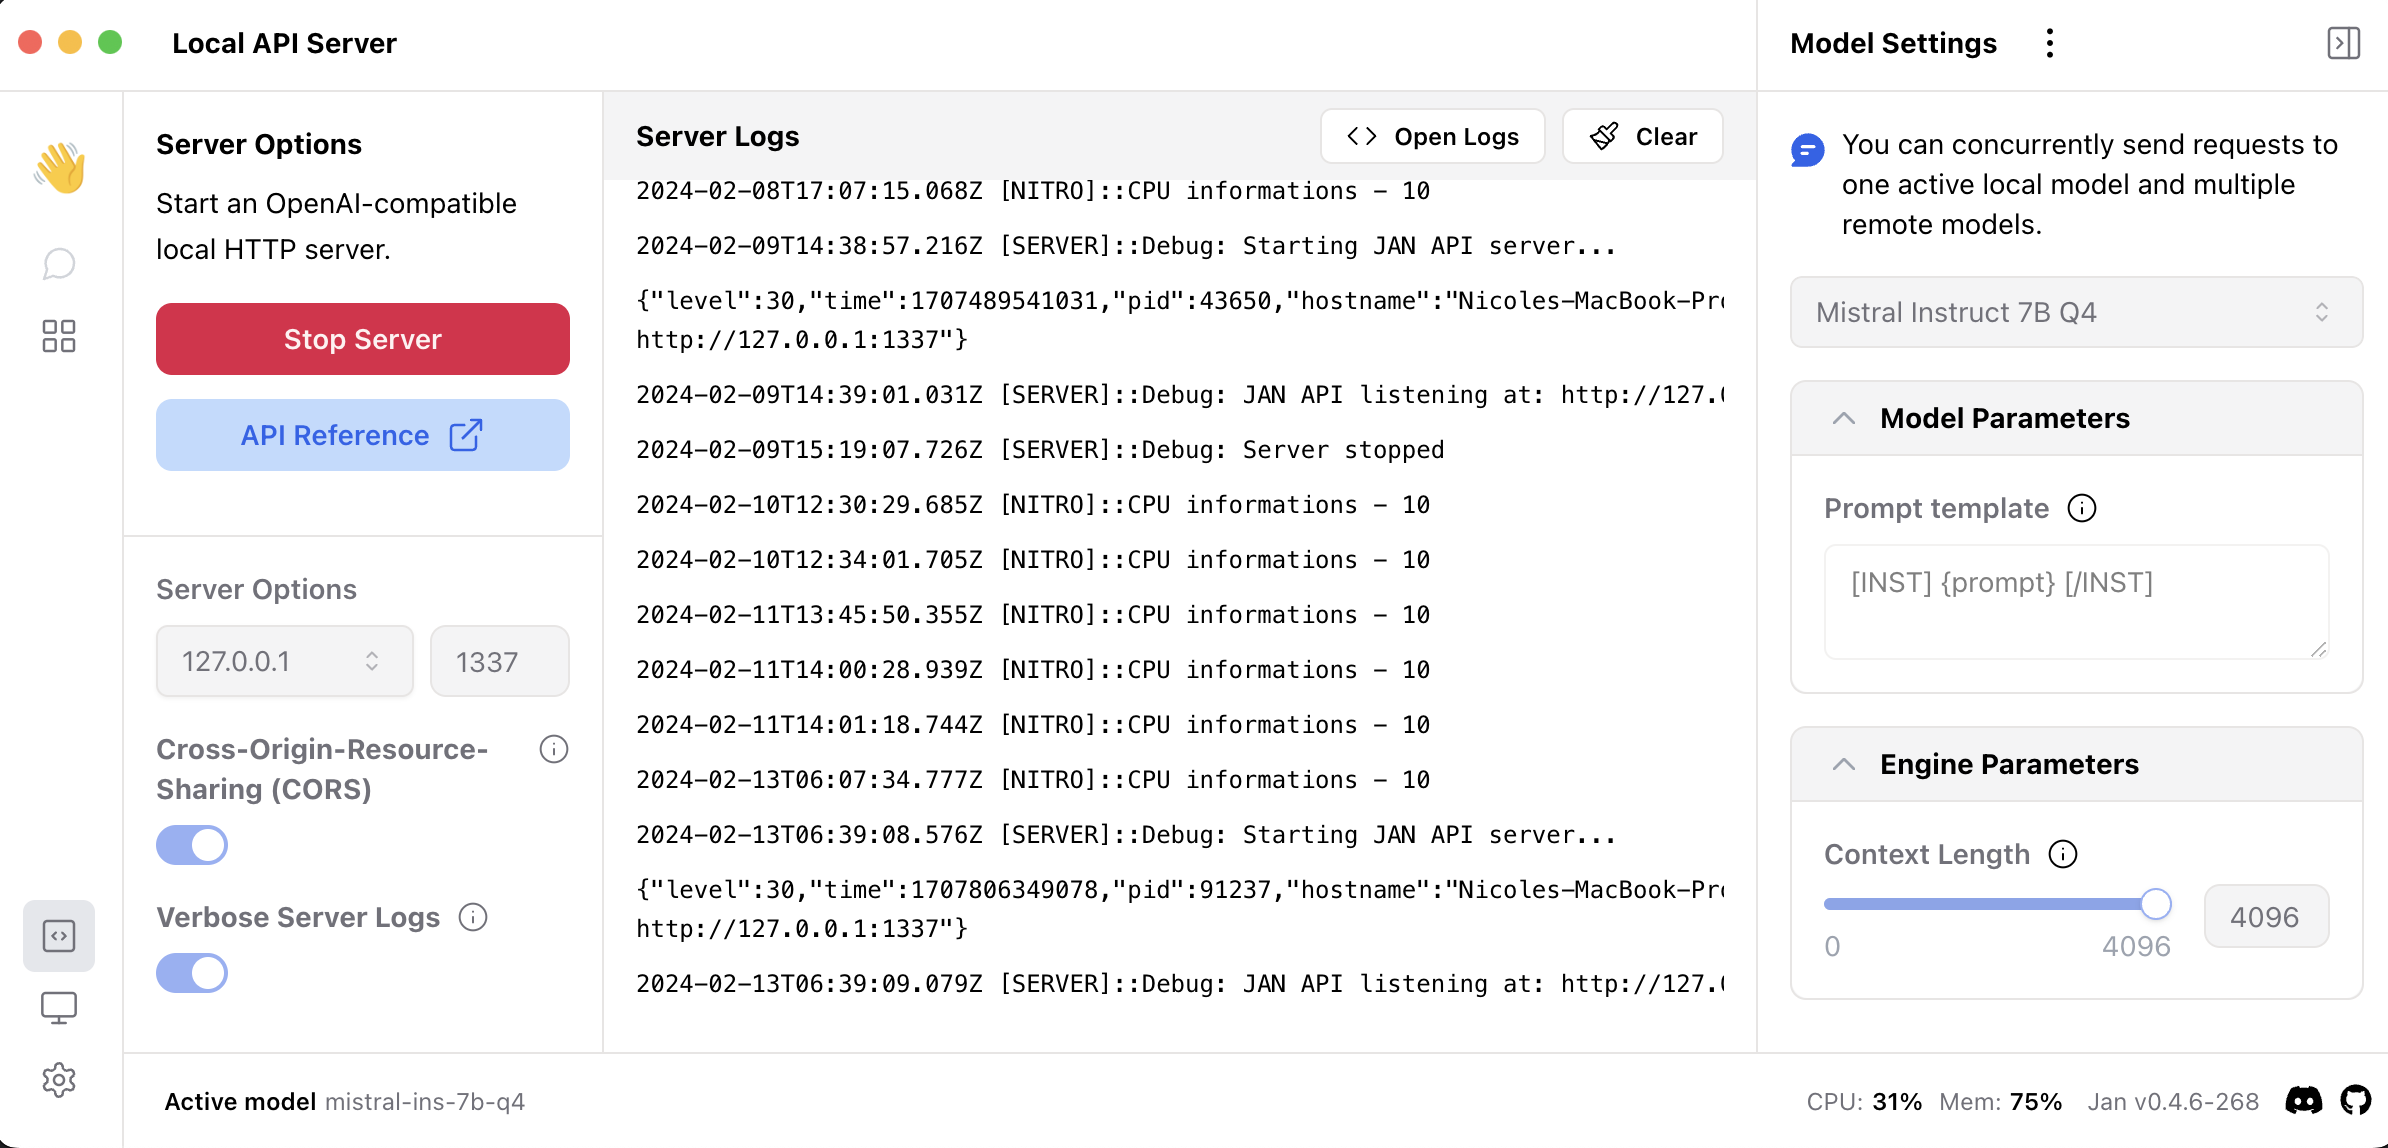 Local API Server
Model Settings
Server Options
Start an OpenAI-compatible
local HTTP server.
Stop Server
API Reference
Server Options
127.0.0.1
1337
Cross-Origin-Resource-
Sharing (CORS)
Verbose Server Logs
Server Logs
Open Logs
Clear
2024-02-08T17:07:15.068Z [NITRO]::CPU informations - 10
2024-02-09T14:38:57.216Z [SERVER]::Debug: Starting JAN API server...
{"level":30,"time":1707489541031,"pid":43650,"hostname":"Nicoles-MacBook-Pro
http://127.0.0.1:1337"}
2024-02-09T14:39:01.031Z [SERVER]::Debug: JAN API listening at: http://127.0
2024-02-09T15:19:07.726Z [SERVER]::Debug: Server stopped
2024-02-10T12:30:29.685Z [NITRO]::CPU informations - 10
2024-02-10T12:34:01.705Z [NITRO]::CPU informations - 10
2024-02-11T13:45:50.355Z [NITRO]::CPU informations - 10
2024-02-11T14:00:28.939Z [NITRO]::CPU informations - 10
2024-02-11T14:01:18.744Z [NITRO]::CPU informations - 10
2024-02-13T06:07:34.777Z [NITRO]::CPU informations - 10
2024-02-13T06:39:08.576Z [SERVER]::Debug: Starting JAN API server...
{"level":30,"time":1707806349078,"pid":91237,"hostname":"Nicoles-MacBook-Pro
http://127.0.0.1:1337"}
2024-02-13T06:39:09.079Z [SERVER]::Debug: JAN API listening at: http://127.0
You can concurrently send requests to
one active local model and multiple
remote models.
Mistral Instruct 7B Q4
Model Parameters
Prompt template
[INST] {prompt} [/INST]
Engine Parameters
Context Length
0
4096
4096
Active model mistral-ins-7b-q4
CPU: 31% Mem: 75% Jan v0.4.6-268